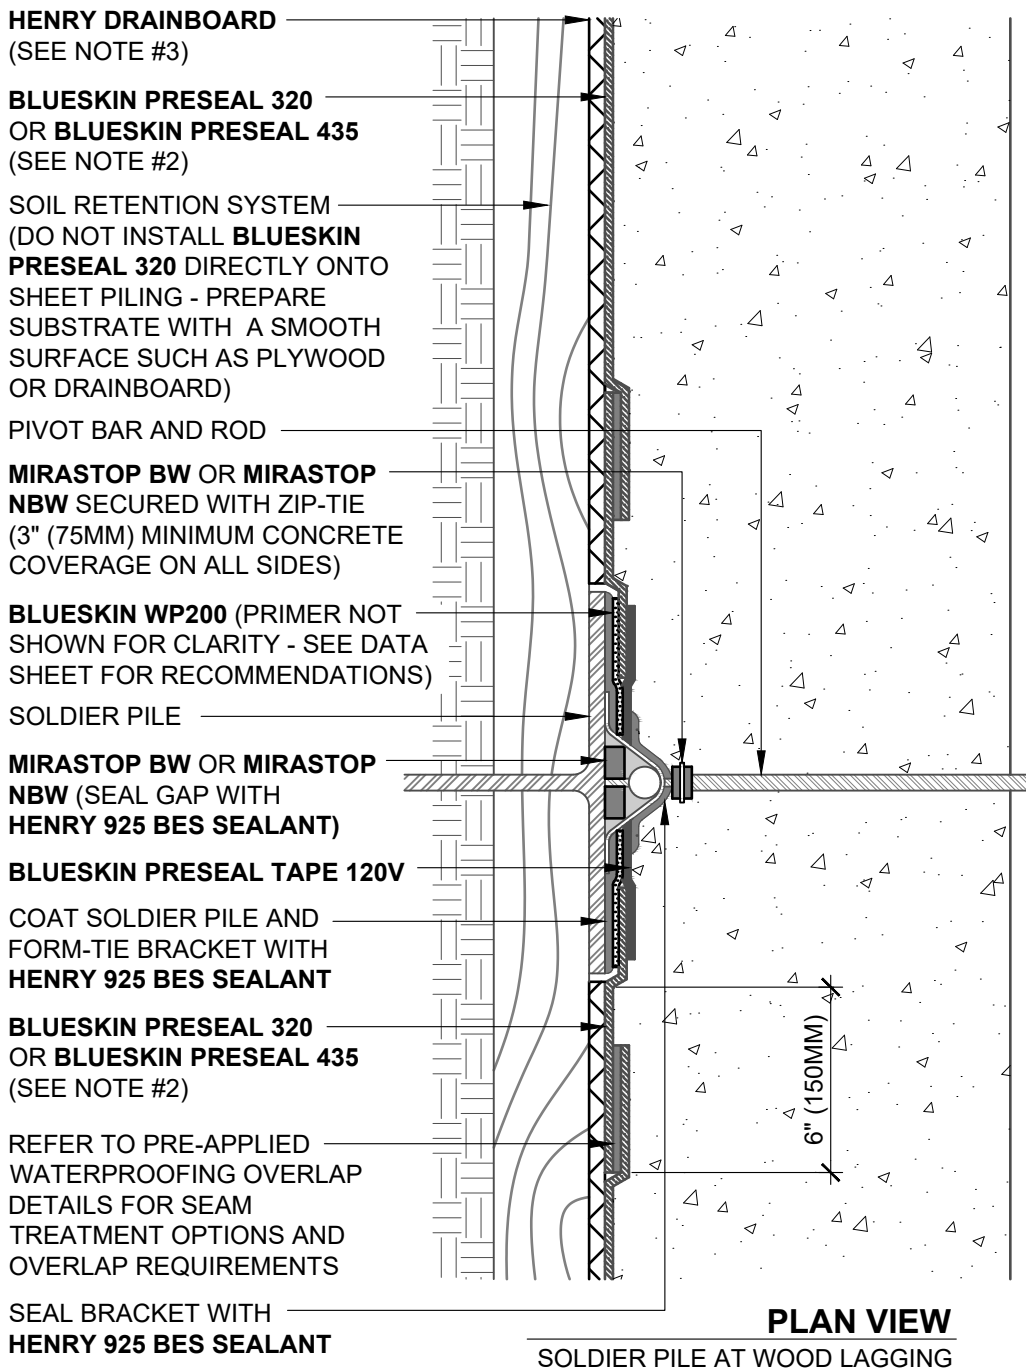 HENRY DRAINBOARD
(SEE NOTE #3)
BLUESKIN PRESEAL 320
OR BLUESKIN PRESEAL 435
(SEE NOTE #2)
SOIL RETENTION SYSTEM
(DO NOT INSTALL BLUESKIN
PRESEAL 320 DIRECTLY ONTO
SHEET PILING - PREPARE
SUBSTRATE WITH A SMOOTH
SURFACE SUCH AS PLYWOOD
OR DRAINBOARD)
PIVOT BAR AND ROD
MIRASTOP BW OR MIRASTOP
NBW SECURED WITH ZIP-TIE
(3" (75MM) MINIMUM CONCRETE
COVERAGE ON ALL SIDES)
BLUESKIN WP200 (PRIMER NOT
SHOWN FOR CLARITY - SEE DATA
SHEET FOR RECOMMENDATIONS)
SOLDIER PILE
MIRASTOP BW OR MIRASTOP
NBW (SEAL GAP WITH
HENRY 925 BES SEALANT)
BLUESKIN PRESEAL TAPE 120V
COAT SOLDIER PILE AND
FORM-TIE BRACKET WITH
HENRY 925 BES SEALANT
BLUESKIN PRESEAL 320
OR BLUESKIN PRESEAL 435
(SEE NOTE #2)
REFER TO PRE-APPLIED
WATERPROOFING OVERLAP
DETAILS FOR SEAM
TREATMENT OPTIONS AND
OVERLAP REQUIREMENTS
SEAL BRACKET WITH
HENRY 925 BES SEALANT
6" (150MM)
PLAN VIEW
SOLDIER PILE AT WOOD LAGGING